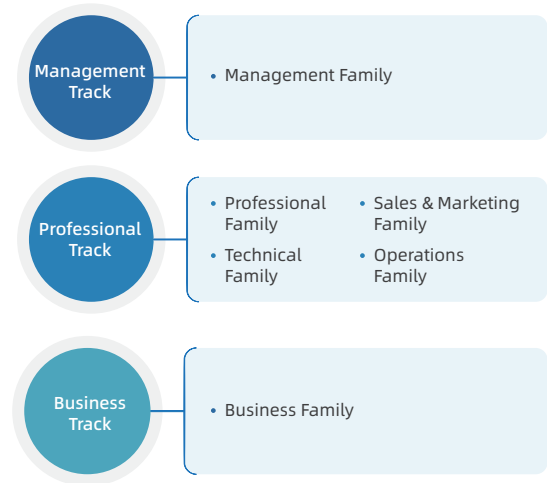 Management
Track
• Management Family
Professional
Track
• Professional
Family
• Technical
Family
• Sales & Marketing
Family
• Operations
Family
Business
Track
• Business Family